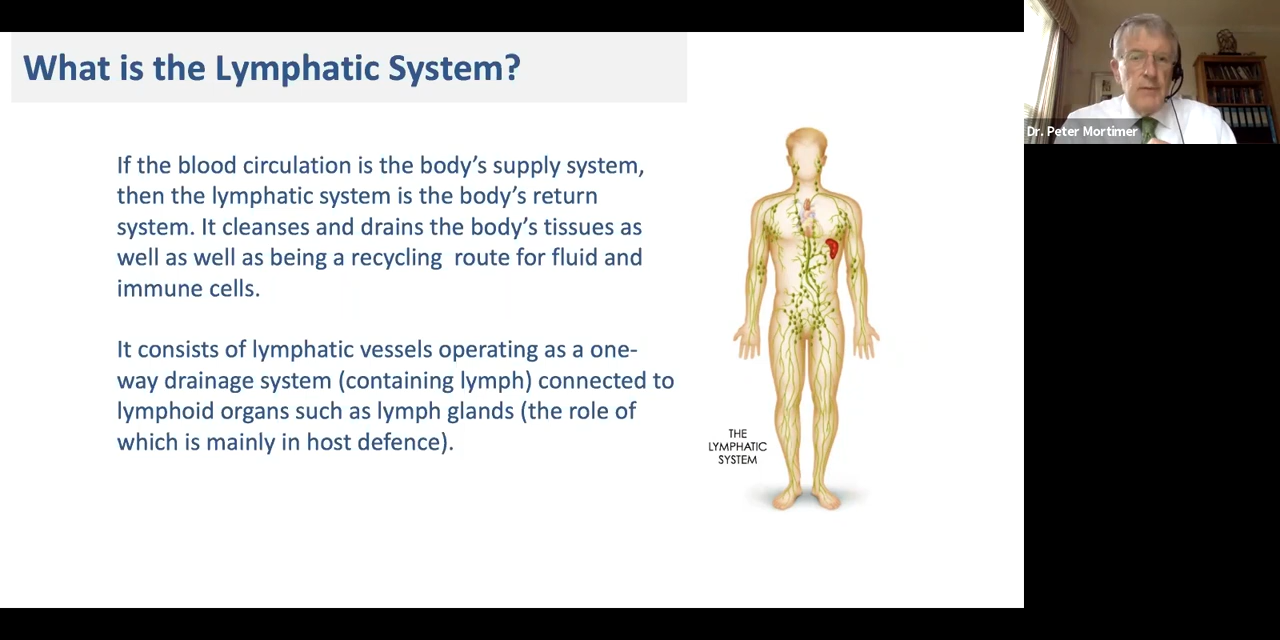 What is the Lymphatic System?
If the blood circulation is the body’s supply system,
then the lymphatic system is the body’s return
system. It cleanses and drains the body’s tissues as
well as well as being a recycling  route for fluid and
immune cells.
It consists of lymphatic vessels operating as a one-
way drainage system (containing lymph) connected to
lymphoid organs such as lymph glands (the role of
which is mainly in host defence).
THE
LYMPHATIC
SYSTEM
Dr. Peter Mortimer